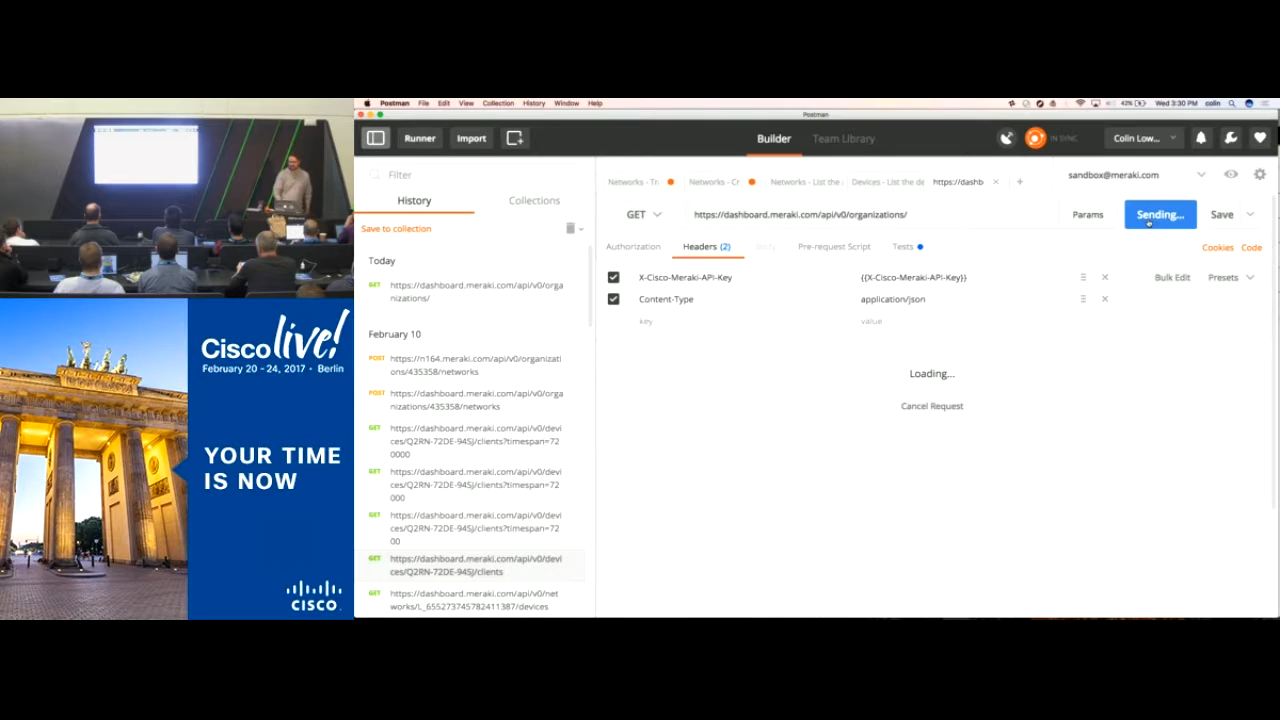 Postman File Edit View Collection History Window Help
42% Wed 3:30 PM colin
Postman
Runner Import Builder Team Library IN SYNC Colin Low...
Filter
History Collections
Save to collection
Today
GET https://dashboard.meraki.com/api/v0/orga
nizations/
February 10
POST https://n164.meraki.com/api/v0/organizati
ons/435358/networks
POST https://dashboard.meraki.com/api/v0/orga
nizations/435358/networks
GET https://dashboard.meraki.com/api/v0/devi
ces/Q2RN-72DE-94SJ/clients?timespan=72
0000
GET https://dashboard.meraki.com/api/v0/devi
ces/Q2RN-72DE-94SJ/clients?timespan=72
000
GET https://dashboard.meraki.com/api/v0/devi
ces/Q2RN-72DE-94SJ/clients?timespan=72
00
GET https://dashboard.meraki.com/api/v0/devi
ces/Q2RN-72DE-94SJ/clients
GET https://dashboard.meraki.com/api/v0/net
works/L_655273745782411387/devices
Networks - Tr Networks - Cr Networks - List the Devices - List the de https://dashb
sandbox@meraki.com
GET https://dashboard.meraki.com/api/v0/organizations/ Params Sending... Save
Authorization Headers (2) Body Pre-request Script Tests Cookies Code
X-Cisco-Meraki-API-Key {{X-Cisco-Meraki-API-Key}} Bulk Edit Presets
Content-Type application/json
key value
Loading...
Cancel Request
Cisco live!
February 20 - 24, 2017 • Berlin
YOUR TIME
IS NOW
CISCO